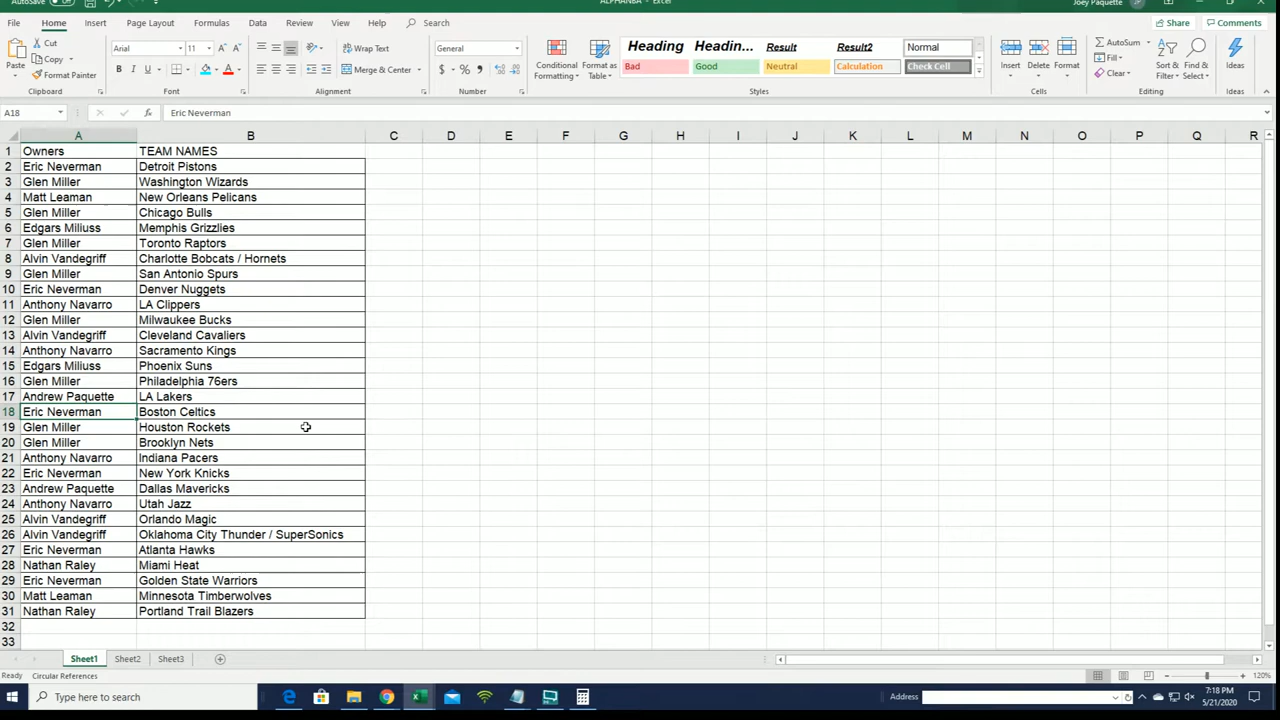 AutoSave Off ALPHANBA - Excel Joey Paquette JP
File Home Insert Page Layout Formulas Data Review View Help Search Share Comments
Paste Cut Copy Format Painter Clipboard
Arial 11 A A B I U A Font
Wrap Text Merge & Center Alignment
General $ % , Number
Conditional Formatting Format as Table
Heading Headin... Result Result2 Normal
Bad Good Neutral Calculation Check Cell
Styles
Insert Delete Format Cells
AutoSum Fill Clear Sort & Filter Find & Select Editing
Ideas Ideas
A18 fx Eric Neverman
A B C D E F G H I J K L M N O P Q R
1 Owners TEAM NAMES
2 Eric Neverman Detroit Pistons
3 Glen Miller Washington Wizards
4 Matt Leaman New Orleans Pelicans
5 Glen Miller Chicago Bulls
6 Edgars Miliuss Memphis Grizzlies
7 Glen Miller Toronto Raptors
8 Alvin Vandegriff Charlotte Bobcats / Hornets
9 Glen Miller San Antonio Spurs
10 Eric Neverman Denver Nuggets
11 Anthony Navarro LA Clippers
12 Glen Miller Milwaukee Bucks
13 Alvin Vandegriff Cleveland Cavaliers
14 Anthony Navarro Sacramento Kings
15 Edgars Miliuss Phoenix Suns
16 Glen Miller Philadelphia 76ers
17 Andrew Paquette LA Lakers
18 Eric Neverman Boston Celtics
19 Glen Miller Houston Rockets
20 Glen Miller Brooklyn Nets
21 Anthony Navarro Indiana Pacers
22 Eric Neverman New York Knicks
23 Andrew Paquette Dallas Mavericks
24 Anthony Navarro Utah Jazz
25 Alvin Vandegriff Orlando Magic
26 Alvin Vandegriff Oklahoma City Thunder / SuperSonics
27 Eric Neverman Atlanta Hawks
28 Nathan Raley Miami Heat
29 Eric Neverman Golden State Warriors
30 Matt Leaman Minnesota Timberwolves
31 Nathan Raley Portland Trail Blazers
32
33
Sheet1 Sheet2 Sheet3
Ready Circular References 120%
Type here to search Address 7:18 PM
5/21/2020